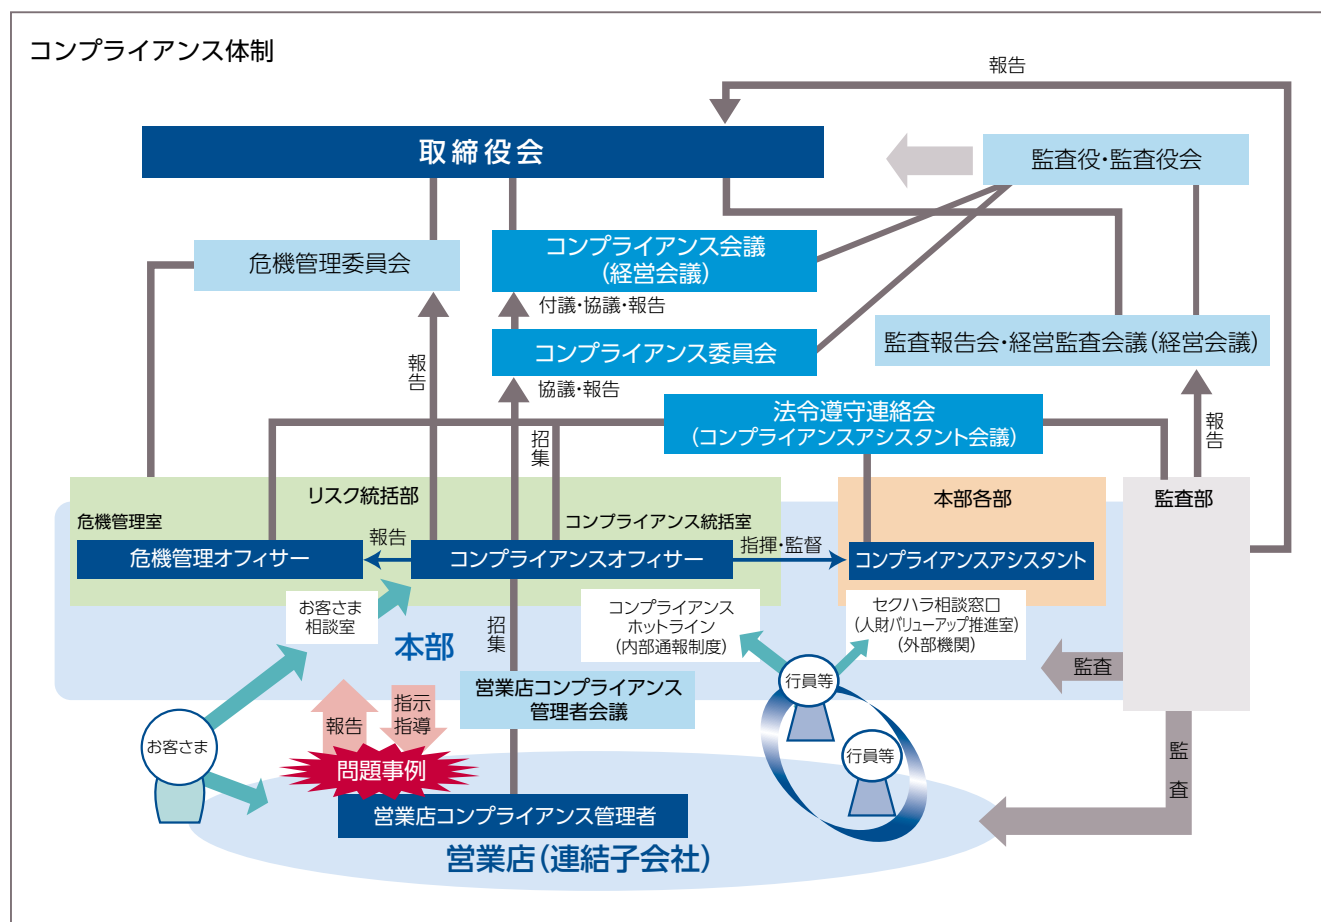 コンプライアンス体制
報告
取締役会
監査役・監査役会
危機管理委員会
コンプライアンス会議
(経営会議)
付議・協議・報告
コンプライアンス委員会
監査報告会・経営監査会議(経営会議)
報告
協議・報告
法令遵守連絡会
(コンプライアンスアシスタント会議)
招集
報告
リスク統括部
本部各部
監査部
危機管理室
コンプライアンス統括室
危機管理オフィサー
報告
コンプライアンスオフィサー
指揮・監督
コンプライアンスアシスタント
お客さま
相談室
本部
招集
コンプライアンス
ホットライン
(内部通報制度)
セクハラ相談窓口
(人財バリューアップ推進室)
(外部機関)
監査
営業店コンプライアンス
管理者会議
行員等
報告
指示
指導
お客さま
行員等
監査
問題事例
営業店コンプライアンス管理者
営業店(連結子会社)